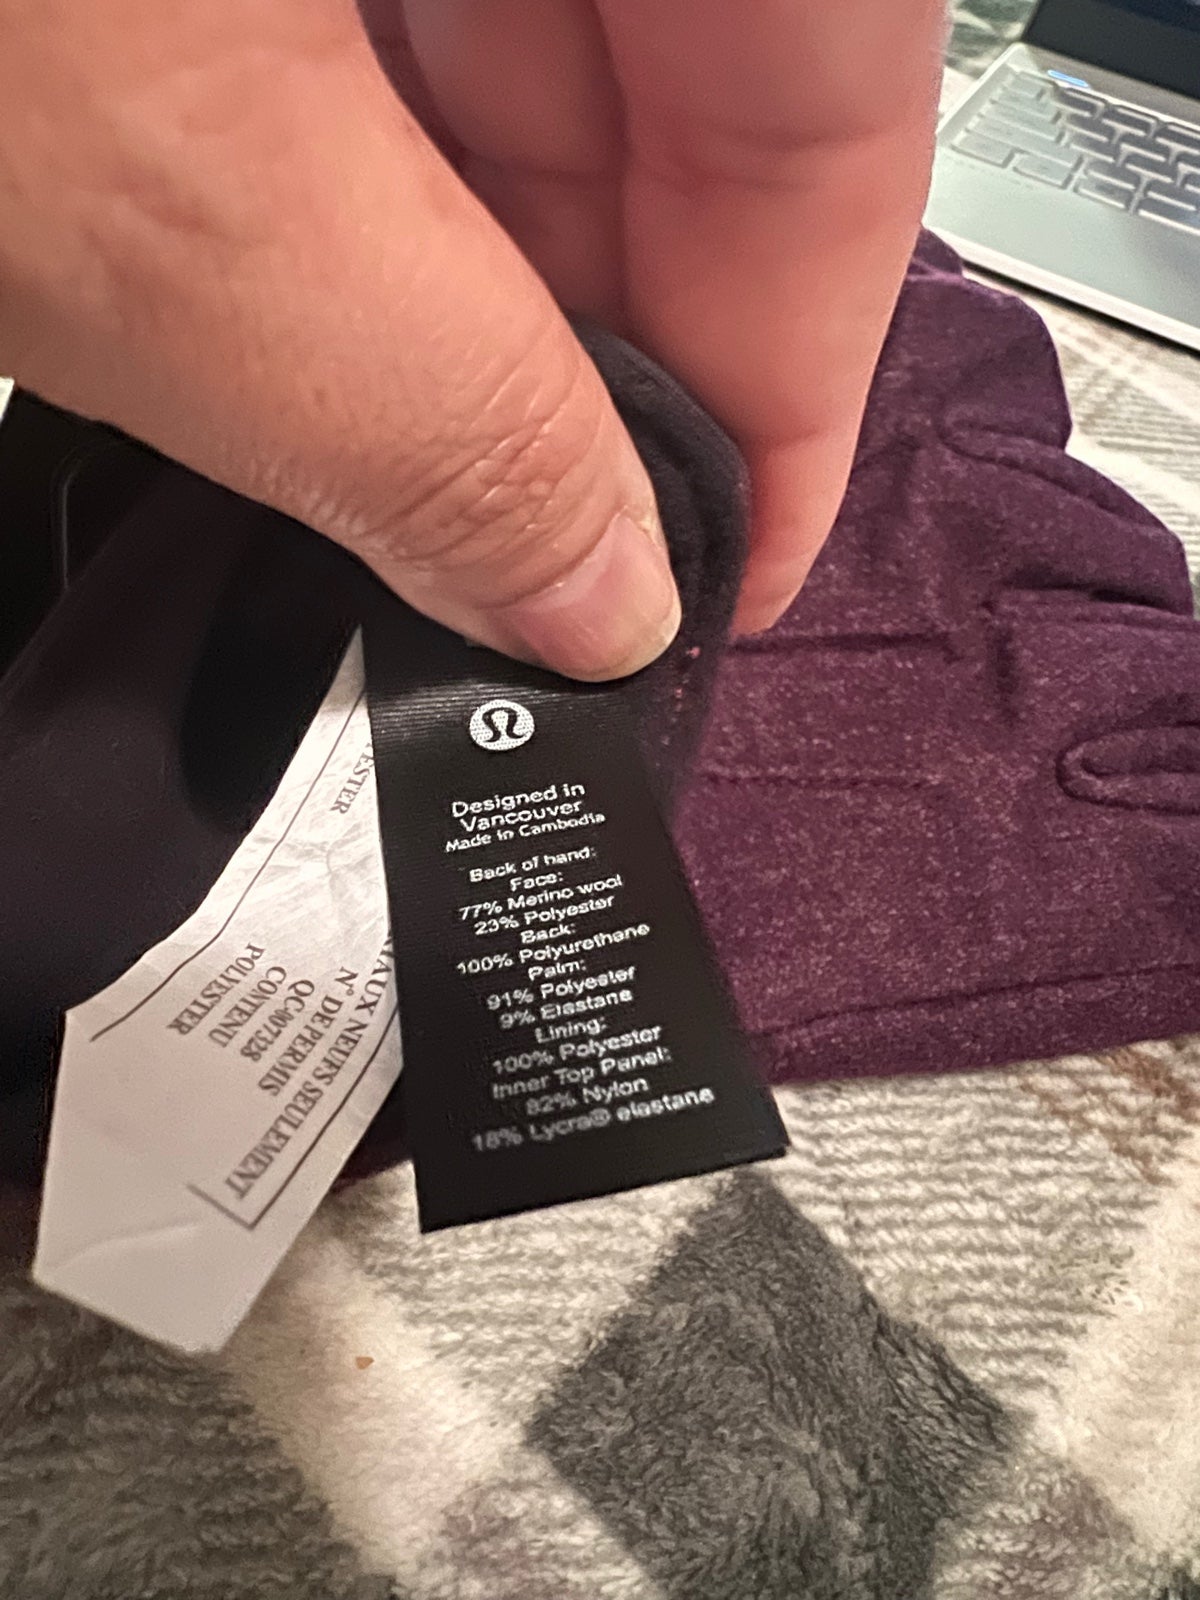 Designed in
Vancouver
Made in Cambodia
Back of hand:
Face:
77% Merino wool
23% Polyester
Back:
100% Polyurethane
Palm:
91% Polyester
9% Elastane
Lining:
100% Polyester
Inner Top Panel:
82% Nylon
18% Lycra® elastane
ESTER
IAUX NEUFS SEULEMENT
N° DE PERMIS
QC#07328
CONTENU
POLYESTER